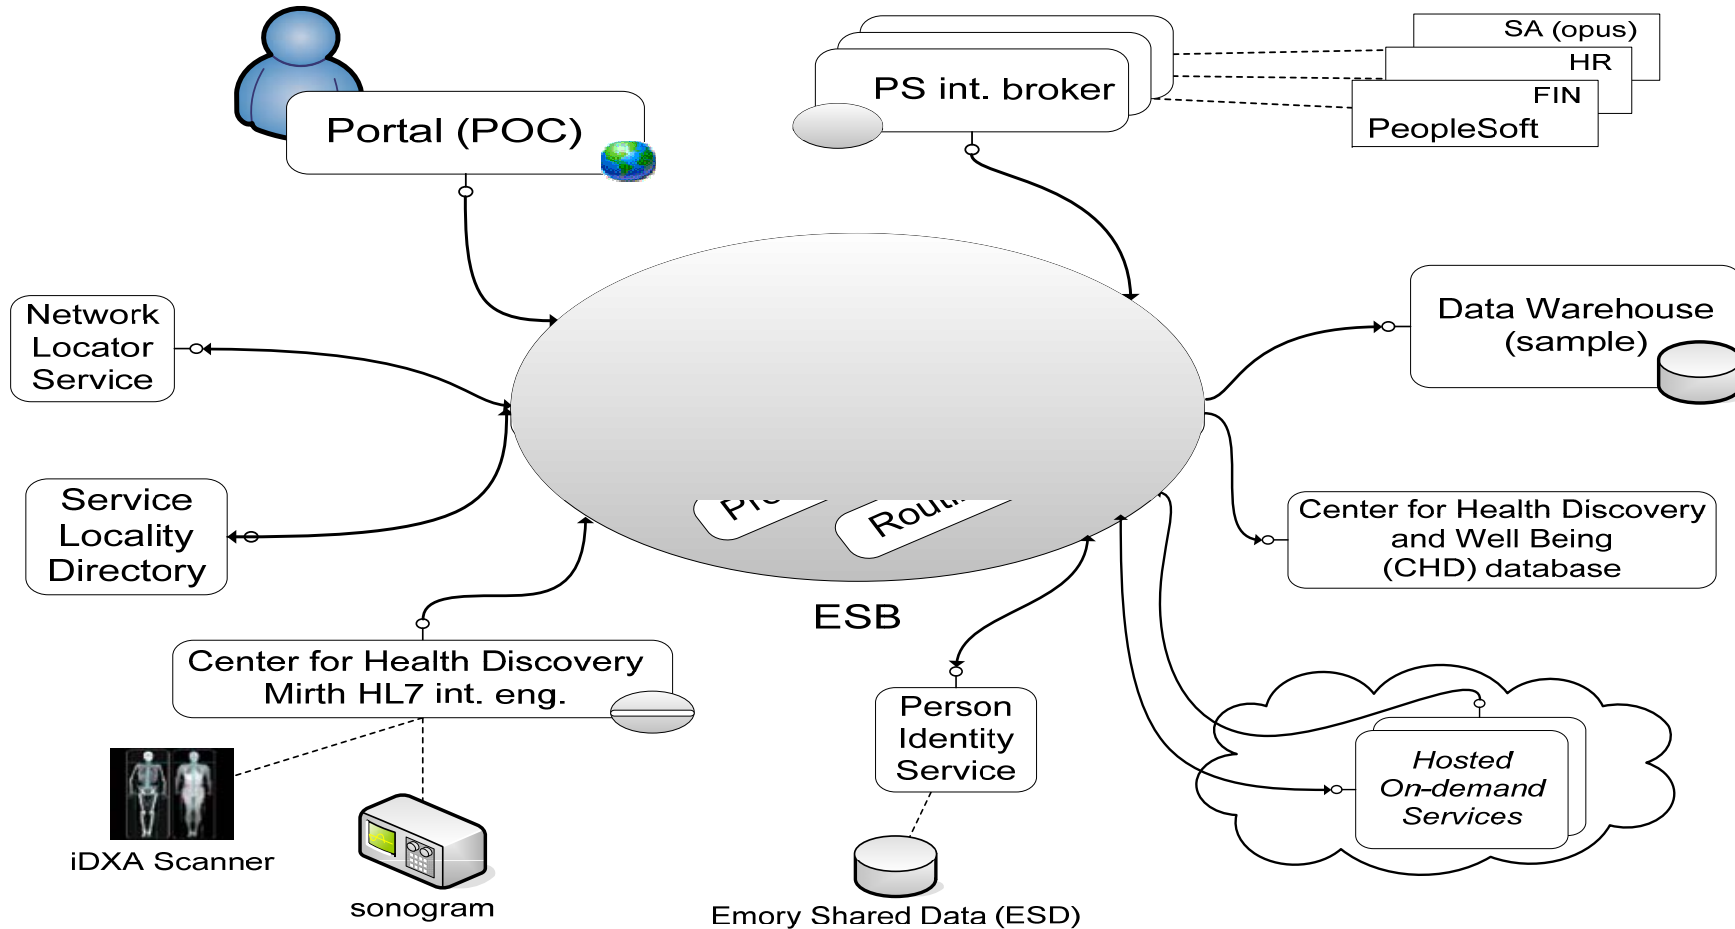 SA (opus)
HR
FIN
PeopleSoft
PS int. broker
Portal (POC)
Network
Locator
Service
Data Warehouse
(sample)
Service
Locality
Directory
Center for Health Discovery
and Well Being
(CHD) database
ESB
Center for Health Discovery
Mirth HL7 int. eng.
Person
Identity
Service
Hosted
On-demand
Services
iDXA Scanner
sonogram
Emory Shared Data (ESD)